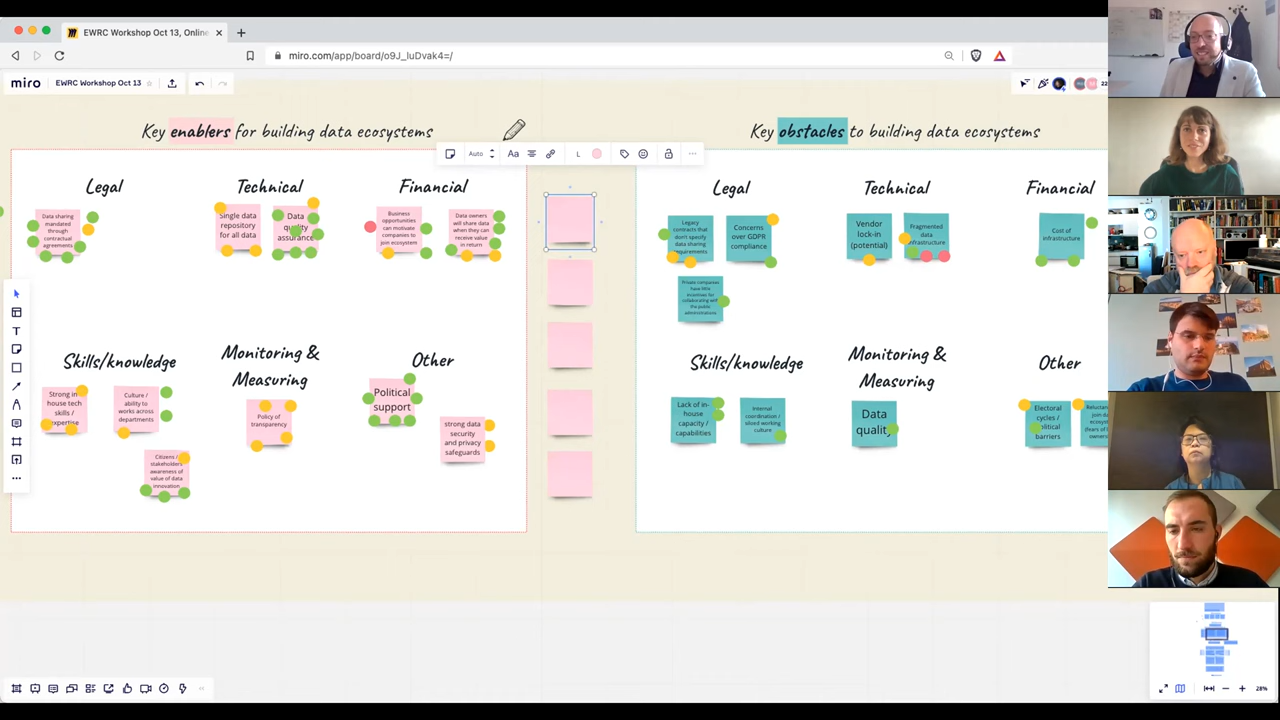 EWRC Workshop Oct 13, Online
miro.com/app/board/o9J_luDvak4=/
miro
EWRC Workshop Oct 13
22
Key enablers for building data ecosystems
Key obstacles to building data ecosystems
Auto
Aa
L
Legal
Technical
Financial
Data sharing
mandated
through
contractual
agreements
Single data
repository
for all data
Data
quality
assurance
Business
opportunities
can motivate
companies to
join ecosystem
Data owners
will share data
when they can
receive value
in return
Skills/knowledge
Monitoring &
Measuring
Other
Strong in
house tech
skills /
expertise
Culture /
ability to
works across
departments
Citizens /
stakeholders
awareness of
value of data
innovation
Policy of
transparency
Political
support
strong data
security
and privacy
safeguards
Legal
Technical
Financial
Legacy
contracts that
don't specify
data sharing
requirements
Concerns
over GDPR
compliance
Private companies
have little
incentives for
collaborating with
the public
administrations
Vendor
lock-in
(potential)
Fragmented
data
infrastructure
Cost of
infrastructure
Skills/knowledge
Monitoring &
Measuring
Other
Lack of in-
house
capacity /
capabilities
Internal
coordination /
siloed working
culture
Data
quality
Electoral
cycles /
political
barriers
28%